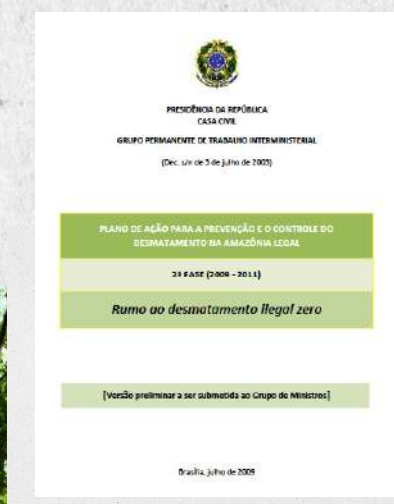 PRESIDÊNCIA DA REPÚBLICA
CASA CIVIL
GRUPO PERMANENTE DE TRABALHO INTERMINISTERIAL
(Dec. s/n de 3 de julho de 2003)
PLANO DE AÇÃO PARA A PREVENÇÃO E O CONTROLE DO
DESMATAMENTO NA AMAZÔNIA LEGAL
2ª FASE (2009 - 2011)
Rumo ao desmatamento ilegal zero
[Versão preliminar a ser submetida ao Grupo de Ministros]
Brasília, julho de 2009